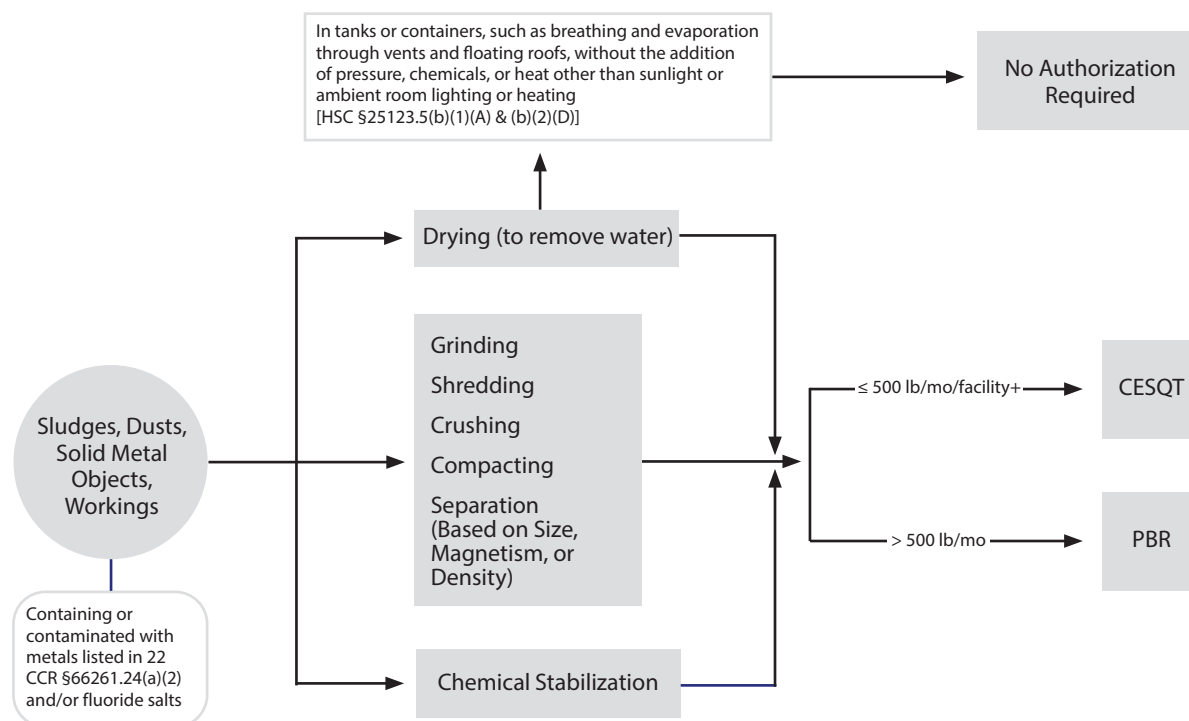 In tanks or containers, such as breathing and evaporation
through vents and floating roofs, without the addition
of pressure, chemicals, or heat other than sunlight or
ambient room lighting or heating
[HSC §25123.5(b)(1)(A) & (b)(2)(D)]
No Authorization
Required
Drying (to remove water)
Grinding
Shredding
Crushing
Compacting
Separation
(Based on Size,
Magnetism, or
Density)
Sludges, Dusts,
Solid Metal
Objects,
Workings
≤ 500 lb/mo/facility+
CESQT
> 500 lb/mo
PBR
Containing or
contaminated with
metals listed in 22
CCR §66261.24(a)(2)
and/or fluoride salts
Chemical Stabilization